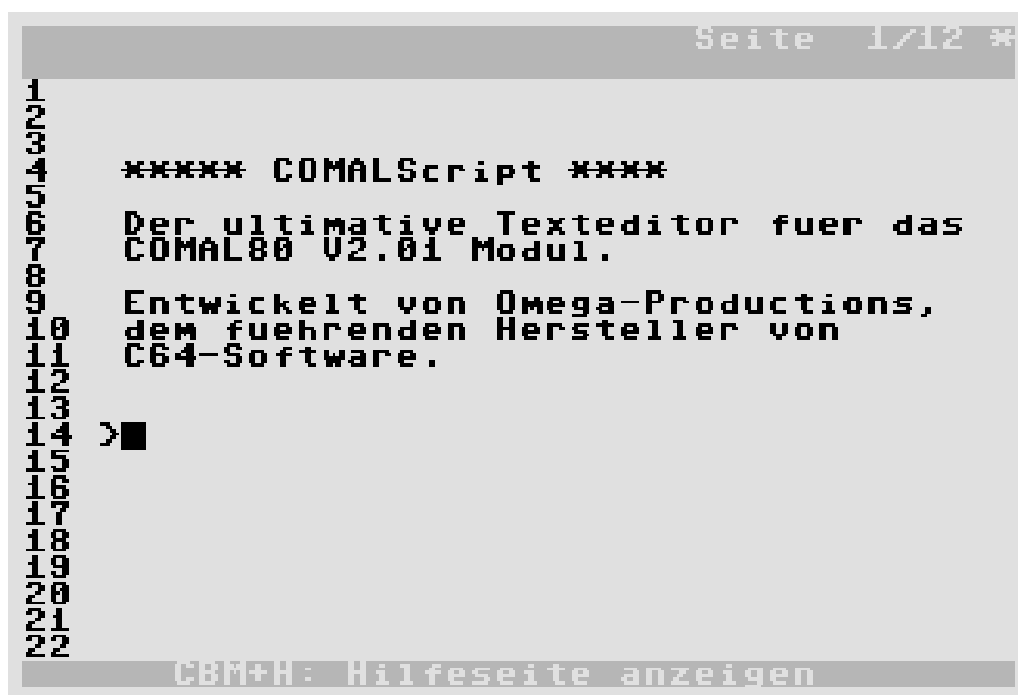 Seite 1/12 *
1
2
3
4 ***** COMALScript ****
5
6 Der ultimative Texteditor fuer das
7 COMAL80 V2.01 Modul.
8
9 Entwickelt von Omega-Productions,
10 dem fuehrenden Hersteller von
11 C64-Software.
12
13
14 >
15
16
17
18
19
20
21
22
CBM+H: Hilfeseite anzeigen